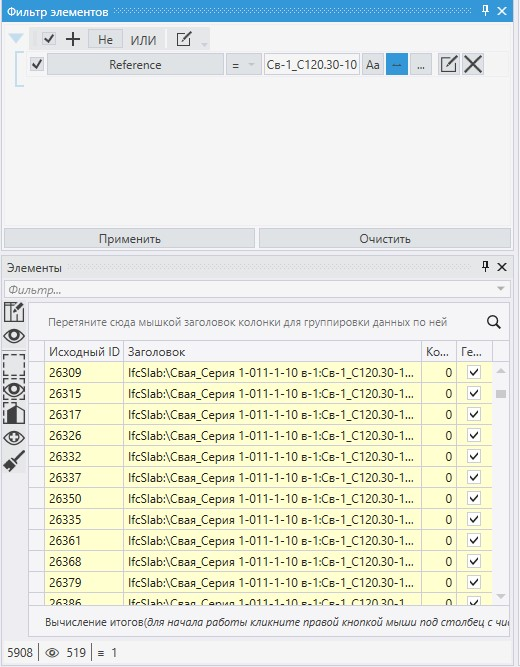 Фильтр элементов
Не ИЛИ
Reference = Св-1_С120.30-10 Aa ...
Применить Очистить
Элементы
Фильтр...
Перетяните сюда мышкой заголовок колонки для группировки данных по ней
Исходный ID Заголовок Ко... Ге...
26309 IfcSlab:\Свая_Серия 1-011-1-10 в-1:Св-1_С120.30-1... 0
26315 IfcSlab:\Свая_Серия 1-011-1-10 в-1:Св-1_С120.30-1... 0
26317 IfcSlab:\Свая_Серия 1-011-1-10 в-1:Св-1_С120.30-1... 0
26326 IfcSlab:\Свая_Серия 1-011-1-10 в-1:Св-1_С120.30-1... 0
26332 IfcSlab:\Свая_Серия 1-011-1-10 в-1:Св-1_С120.30-1... 0
26337 IfcSlab:\Свая_Серия 1-011-1-10 в-1:Св-1_С120.30-1... 0
26350 IfcSlab:\Свая_Серия 1-011-1-10 в-1:Св-1_С120.30-1... 0
26335 IfcSlab:\Свая_Серия 1-011-1-10 в-1:Св-1_С120.30-1... 0
26361 IfcSlab:\Свая_Серия 1-011-1-10 в-1:Св-1_С120.30-1... 0
26368 IfcSlab:\Свая_Серия 1-011-1-10 в-1:Св-1_С120.30-1... 0
26379 IfcSlab:\Свая_Серия 1-011-1-10 в-1:Св-1_С120.30-1... 0
26386 IfcSlab:\Свая_Серия 1-011-1-10 в-1:Св-1_С120.30-1... 0
Вычисление итогов(для начала работы кликните правой кнопкой мыши под столбец с чис
5908 519 1